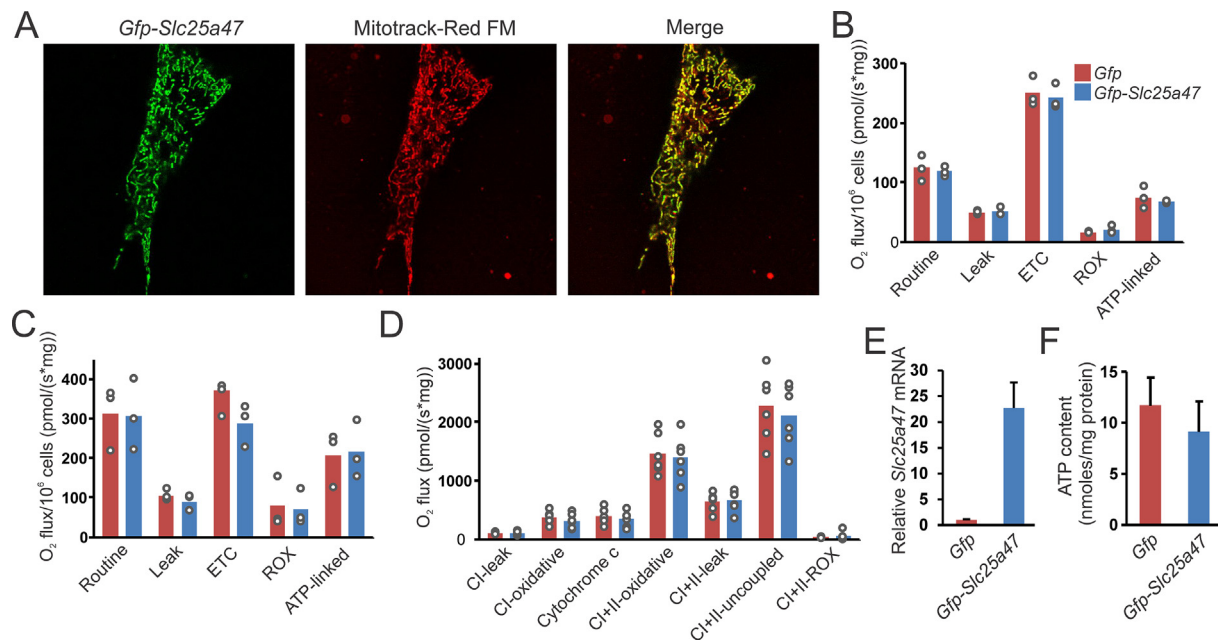 A
Gfp-Slc25a47
Mitotrack-Red FM
Merge
B
O2 flux/10^6 cells (pmol/(s*mg))
300
200
100
0
Gfp
Gfp-Slc25a47
Routine
Leak
ETC
ROX
ATP-linked
C
O2 flux/10^6 cells (pmol/(s*mg))
400
300
200
100
0
Routine
Leak
ETC
ROX
ATP-linked
D
O2 flux (pmol/(s*mg))
3000
2000
1000
0
CI-leak
CI-oxidative
Cytochrome c
CI+II-oxidative
CI+II-leak
CI+II-uncoupled
CI+II-ROX
E
Relative Slc25a47 mRNA
30
25
20
15
10
5
0
Gfp
Gfp-Slc25a47
F
ATP content
(nmoles/mg protein)
15
10
5
0
Gfp
Gfp-Slc25a47